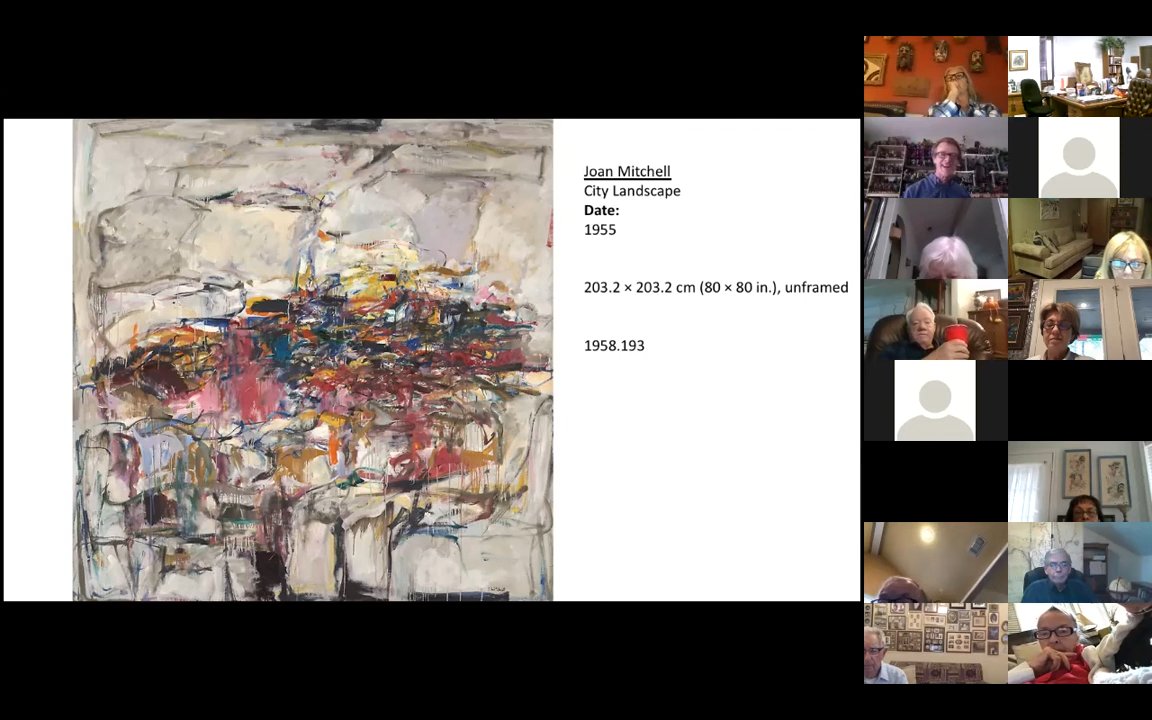 Joan Mitchell
City Landscape
Date:
1955
203.2 × 203.2 cm (80 × 80 in.), unframed
1958.193